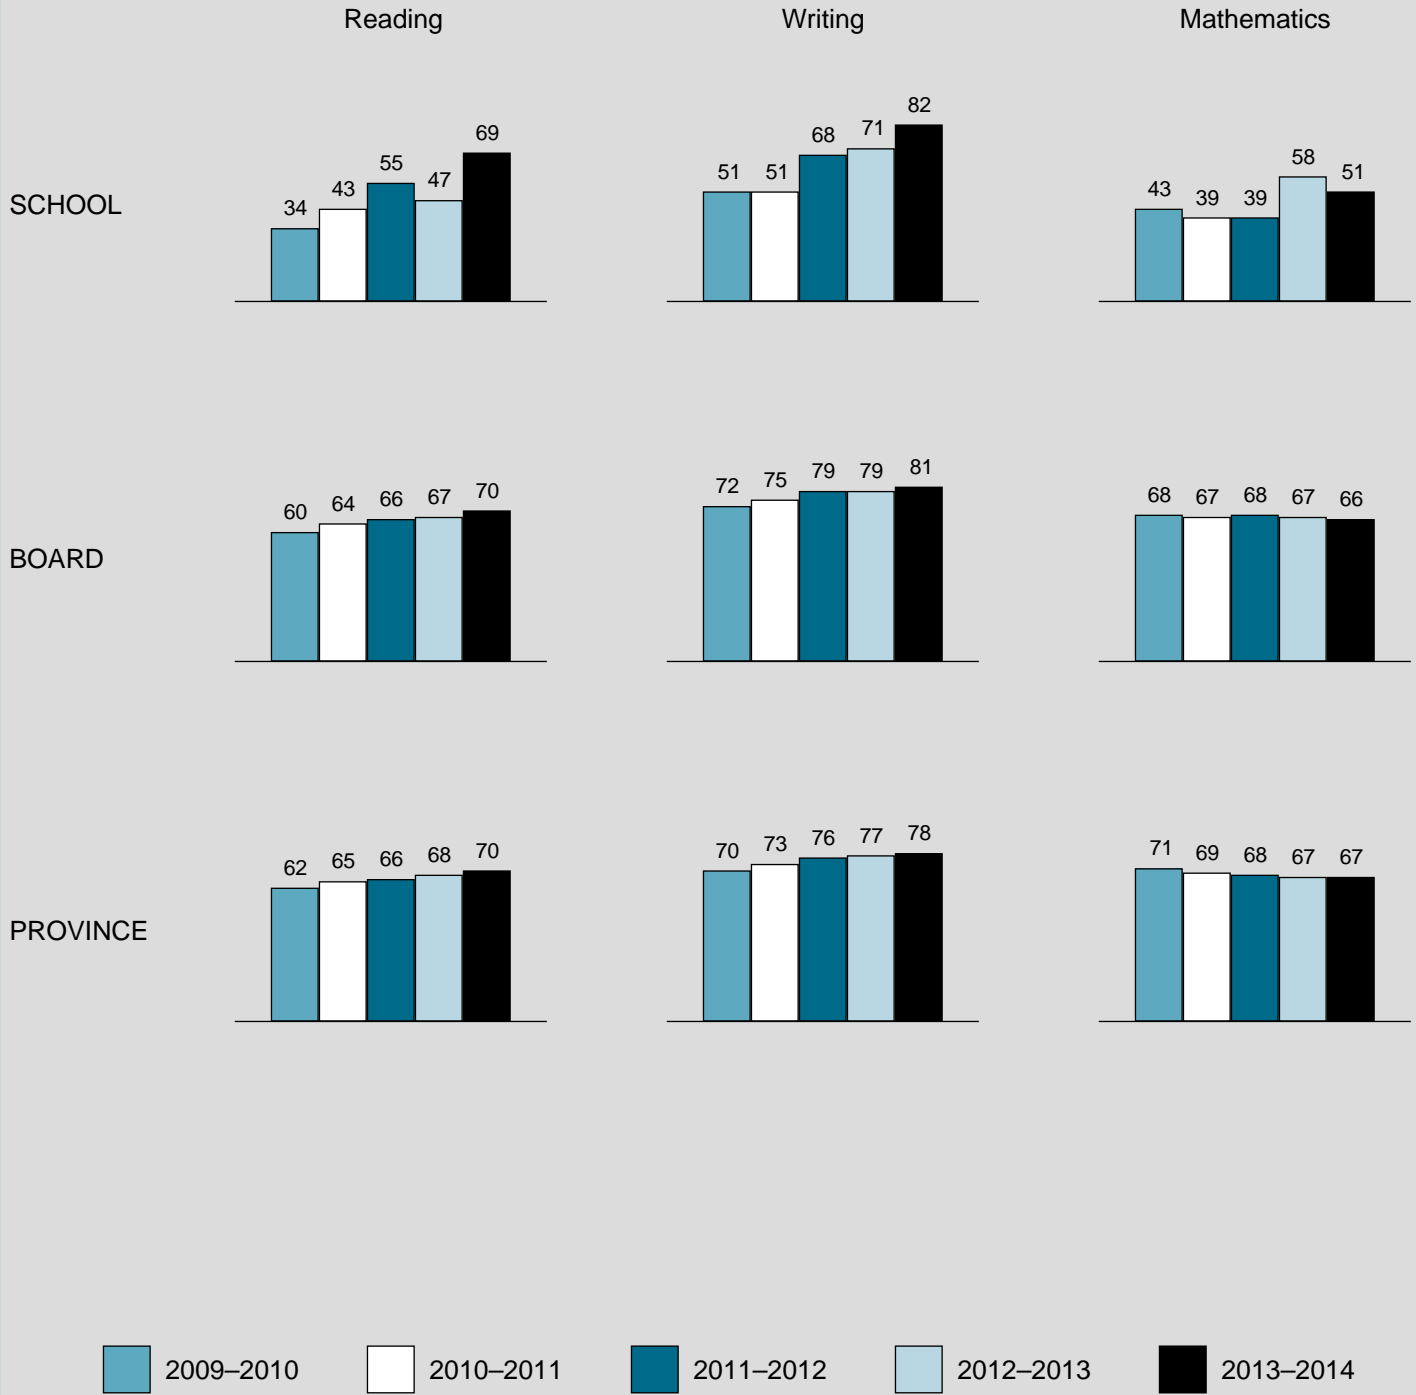 Reading Writing Mathematics
SCHOOL
34 43 55 47 69
51 51 68 71 82
43 39 39 58 51
BOARD
60 64 66 67 70
72 75 79 79 81
68 67 68 67 66
PROVINCE
62 65 66 68 70
70 73 76 77 78
71 69 68 67 67
2009–2010 2010–2011 2011–2012 2012–2013 2013–2014